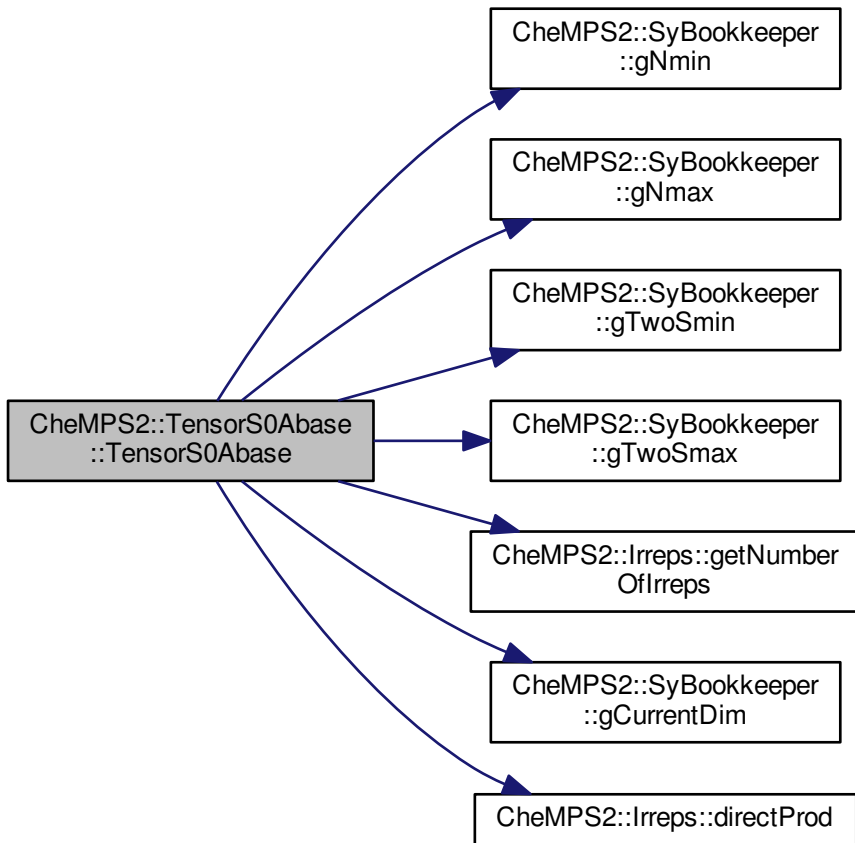 CheMPS2::SyBookkeeper
::gNmin
CheMPS2::SyBookkeeper
::gNmax
CheMPS2::SyBookkeeper
::gTwoSmin
CheMPS2::TensorS0Abase
::TensorS0Abase
CheMPS2::SyBookkeeper
::gTwoSmax
CheMPS2::Irreps::getNumber
OfIrreps
CheMPS2::SyBookkeeper
::gCurrentDim
CheMPS2::Irreps::directProd